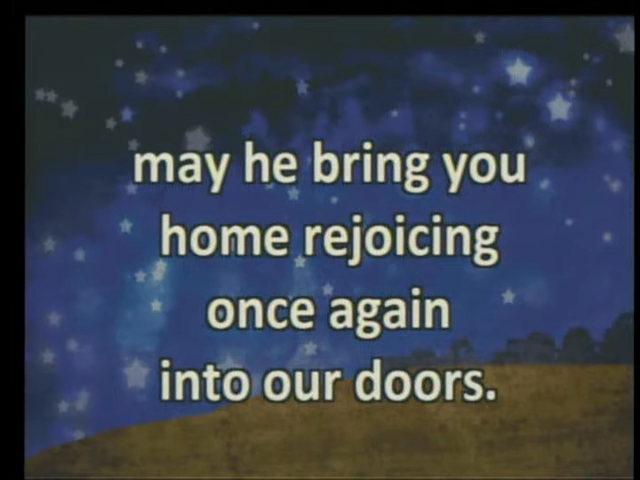 may he bring you
home rejoicing
once again
into our doors.